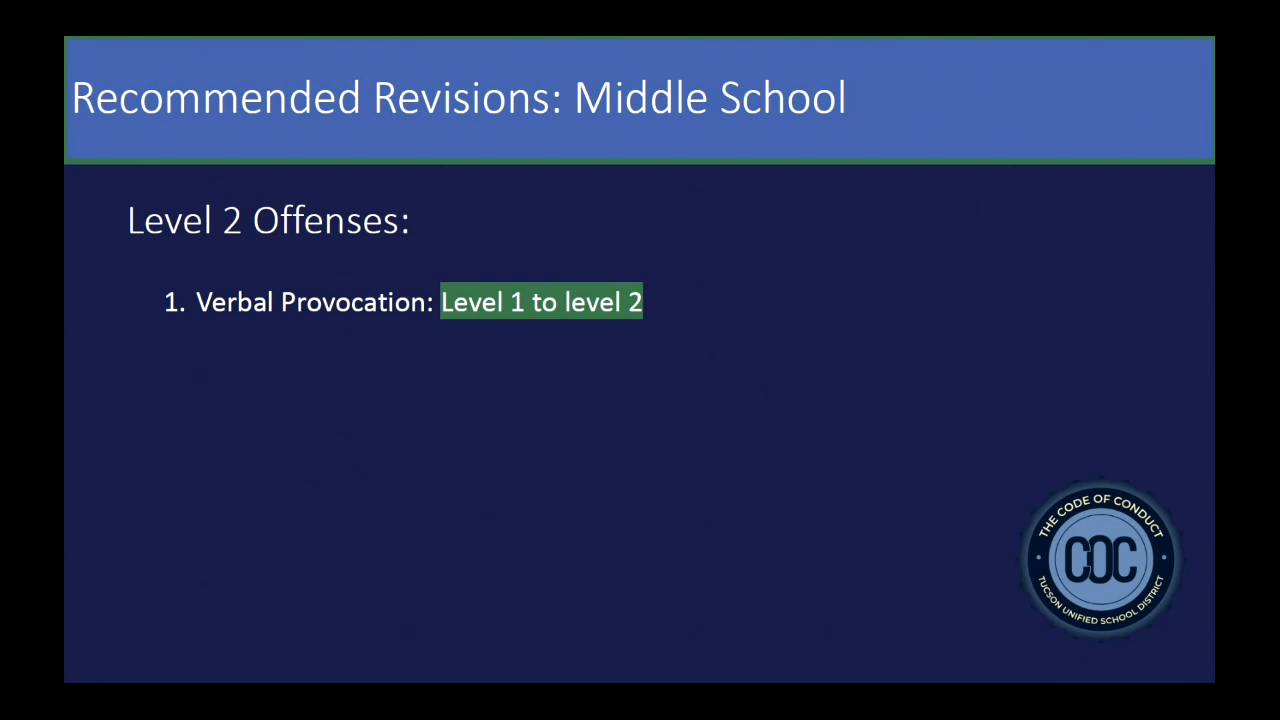 Recommended Revisions: Middle School
Level 2 Offenses:
1. Verbal Provocation: Level 1 to level 2
THE CODE OF CONDUCT
COC
TUCSON UNIFIED SCHOOL DISTRICT